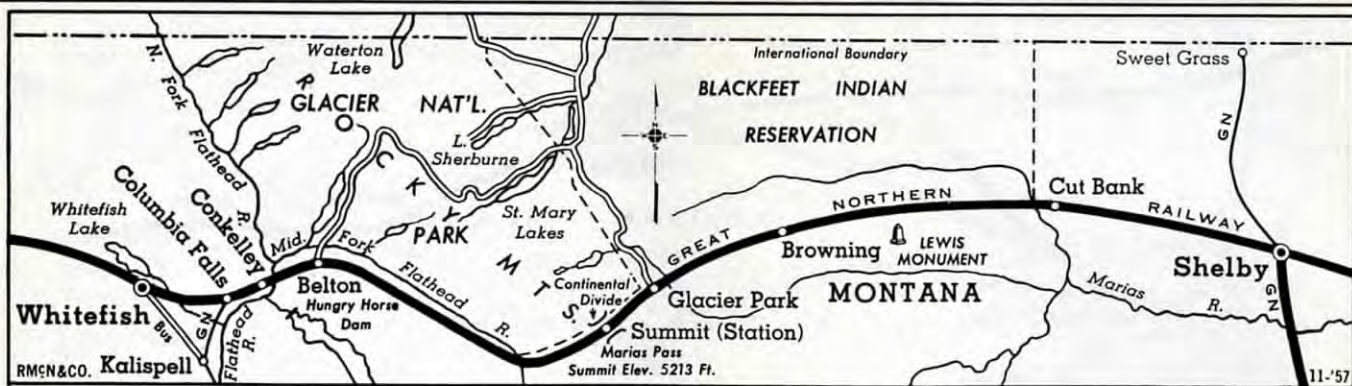 N. Fork Flathead R.
Waterton
Lake
International Boundary
Sweet Grass
BLACKFEET INDIAN
RESERVATION
GLACIER NAT'L.
PARK
ROCKY MTS.
L.
Sherburne
St. Mary
Lakes
GN
Cut Bank
GREAT NORTHERN RAILWAY
Whitefish
Lake
Columbia Falls
Conkelley
Mid. Fork Flathead R.
Browning
LEWIS
MONUMENT
Shelby
Belton
Hungry Horse
Dam
Continental
Divide
Glacier Park
MONTANA
Marias R.
GN
Whitefish
Bus
GN
Flathead R.
Summit (Station)
Marias Pass
Summit Elev. 5213 Ft.
Kalispell
RMCN&CO.
11-'57